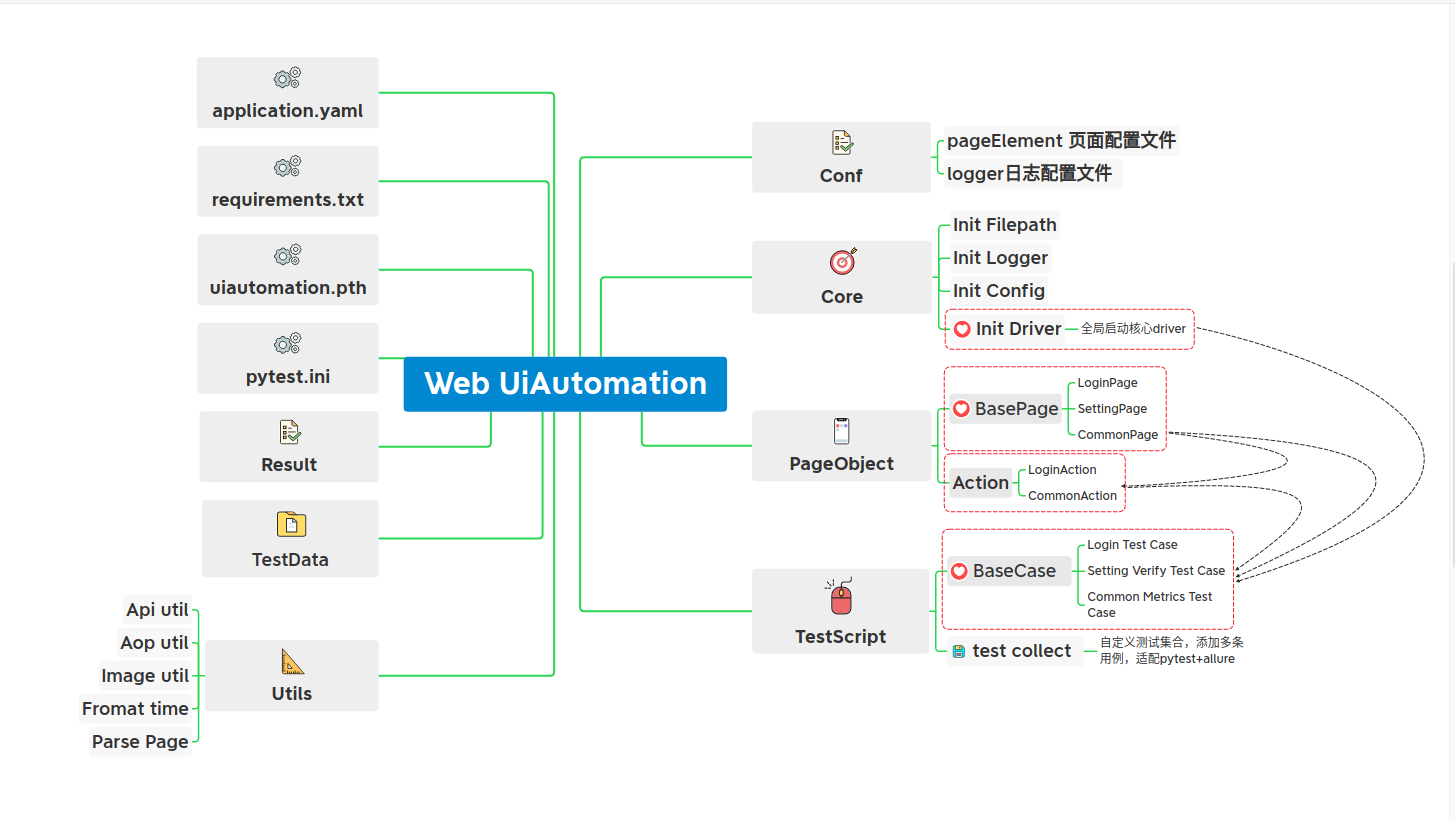 application.yaml
requirements.txt
uiautomation.pth
pytest.ini
Result
TestData
Utils
Api util
Aop util
Image util
Fromat time
Parse Page
Web UiAutomation
Conf
pageElement 页面配置文件
logger日志配置文件
Core
Init Filepath
Init Logger
Init Config
Init Driver
全局启动核心driver
PageObject
BasePage
LoginPage
SettingPage
CommonPage
Action
LoginAction
CommonAction
TestScript
BaseCase
Login Test Case
Setting Verify Test Case
Common Metrics Test
Case
test collect
自定义测试集合，添加多条
用例，适配pytest+allure